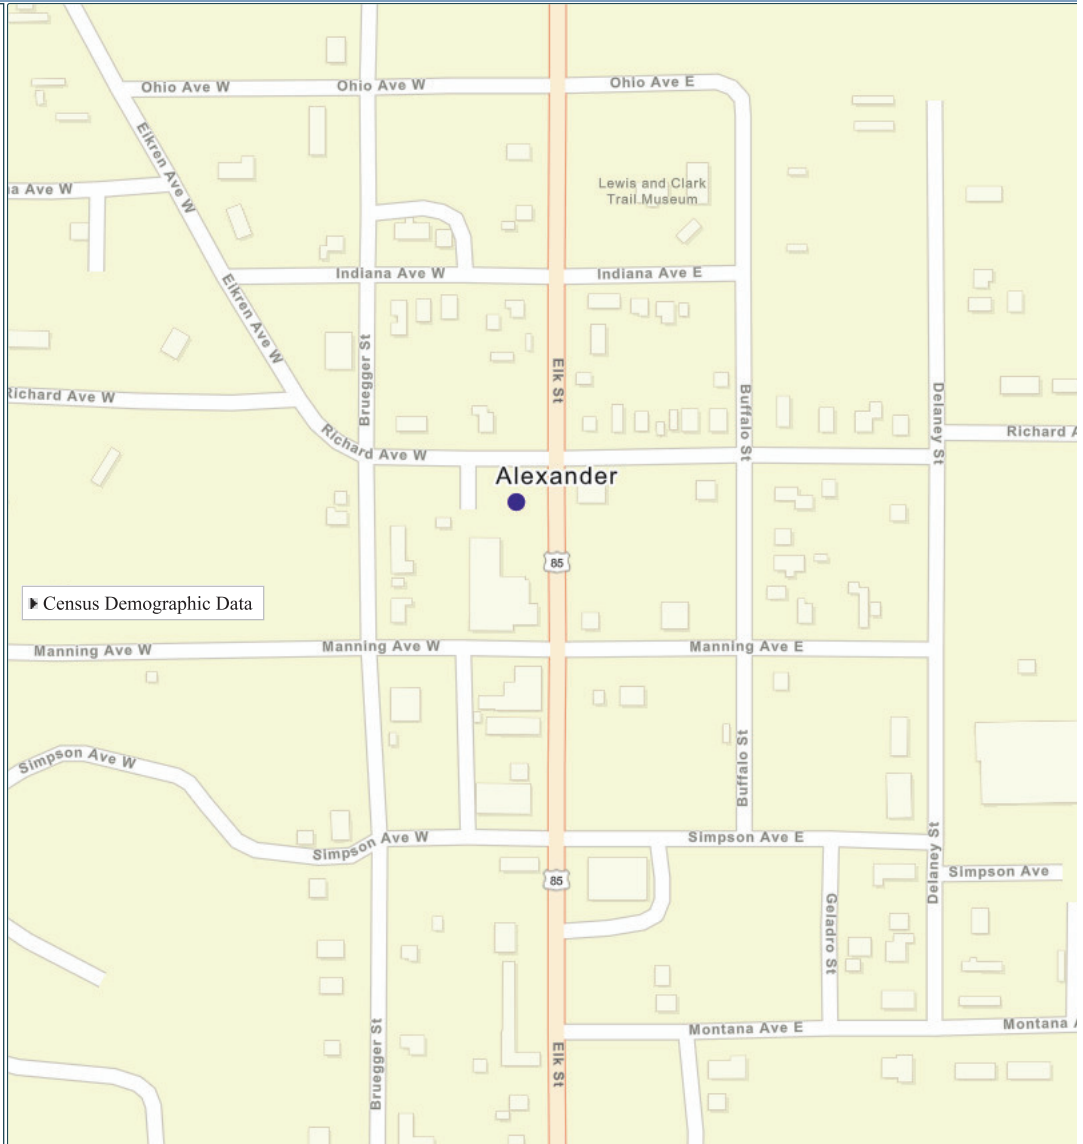 Ohio Ave W
Ohio Ave W
Ohio Ave E
Eikren Ave W
Lewis and Clark
Trail Museum
Ave W
Indiana Ave W
Indiana Ave E
Eikren Ave W
Bruegger St
Elk St
Buffalo St
Delaney St
Richard Ave W
Richard Ave W
Richard A
Alexander
85
Census Demographic Data
Manning Ave W
Manning Ave W
Manning Ave E
Simpson Ave W
Buffalo St
Simpson Ave W
Simpson Ave E
Delaney St
Simpson Ave
85
Geladro St
Bruegger St
Elk St
Montana Ave E
Montana A